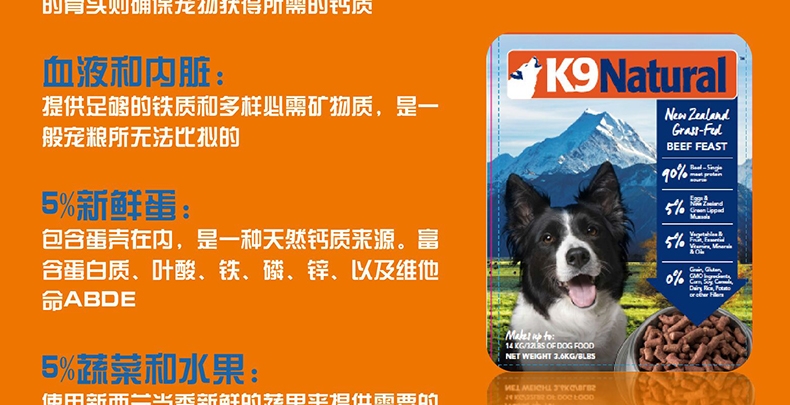 的骨头则确保宠物获得所需的钙质
血液和内脏：
提供足够的铁质和多样必需矿物质，是一
般宠粮所无法比拟的
5%新鲜蛋：
包含蛋壳在内，是一种天然钙质来源。富
含蛋白质、叶酸、铁、磷、锌、以及维他
命ABDE
5%蔬菜和水果：
使用新西兰当季新鲜的蔬果来提供需要的
K9Natural
New Zealand
Grass-Fed
BEEF FEAST
90% Beef – Single
meat protein
source
5% Eggs &
New Zealand
Green Lipped
Mussels
5% Vegetables &
Fruit, Essential
Vitamins, Minerals
& Oils
0% Grain, Gluten,
GMO Ingredients,
Corn, Soy, Cereals,
Dairy, Rice, Potato
or other Fillers
Makes up to:
14 KG/32LBS OF DOG FOOD
NET WEIGHT 3.6KG/8LBS